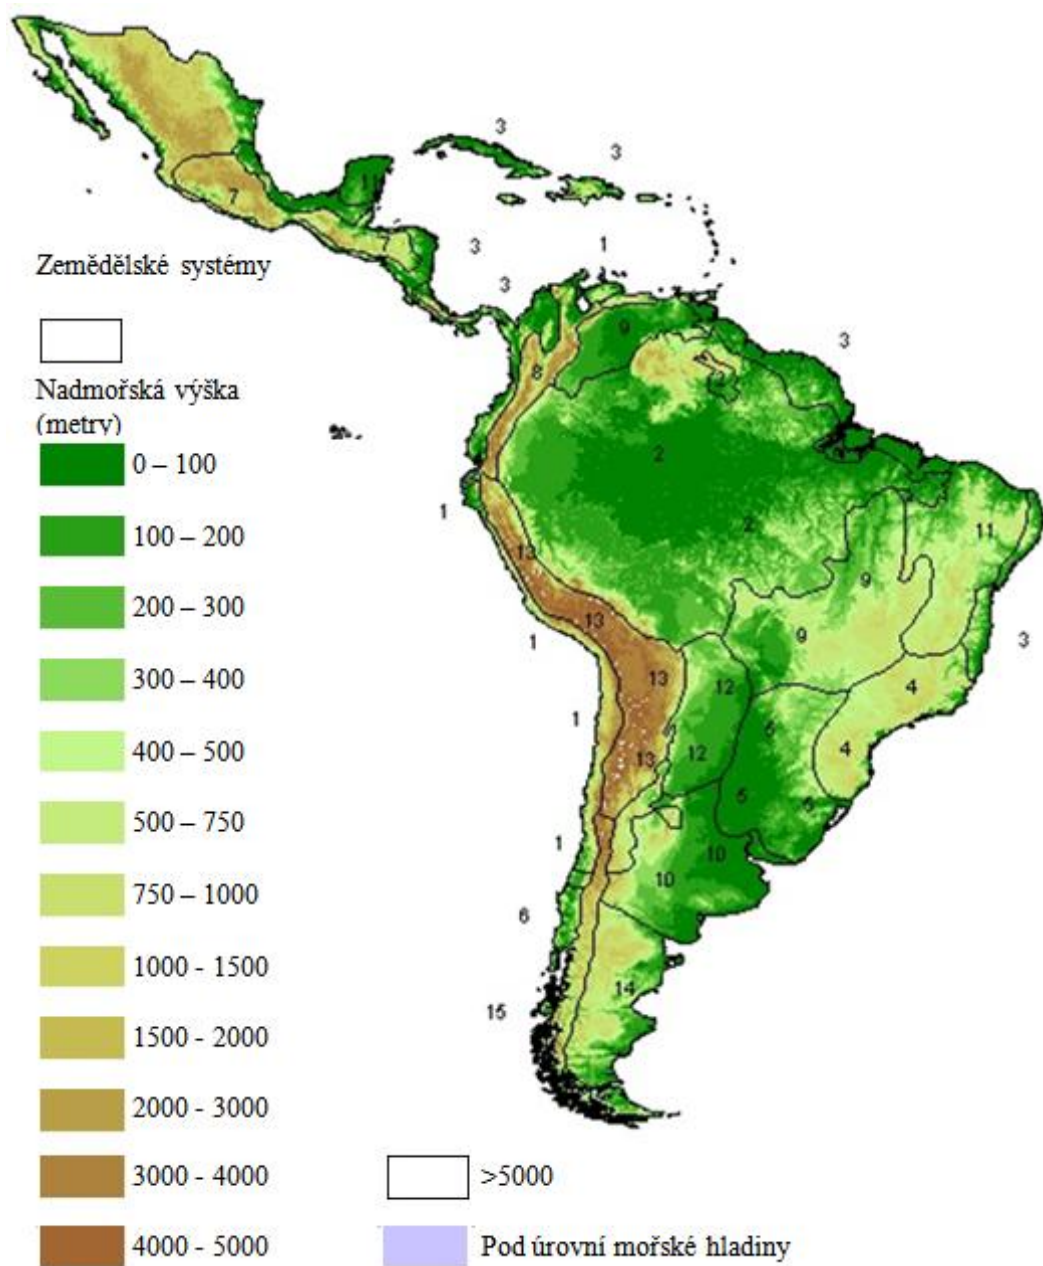 3
3
7
1
3
1
Zemědělské systémy
3
3
9
8
Nadmořská výška
(metry)
0 – 100
2
1
100 – 200
2
11
13
9
200 – 300
13
1
9
3
300 – 400
13
12
4
1
400 – 500
5
4
13
12
5
500 – 750
5
1
10
750 – 1000
10
6
1000 - 1500
14
15
1500 - 2000
2000 - 3000
3000 - 4000
>5000
4000 - 5000
Pod úrovní mořské hladiny